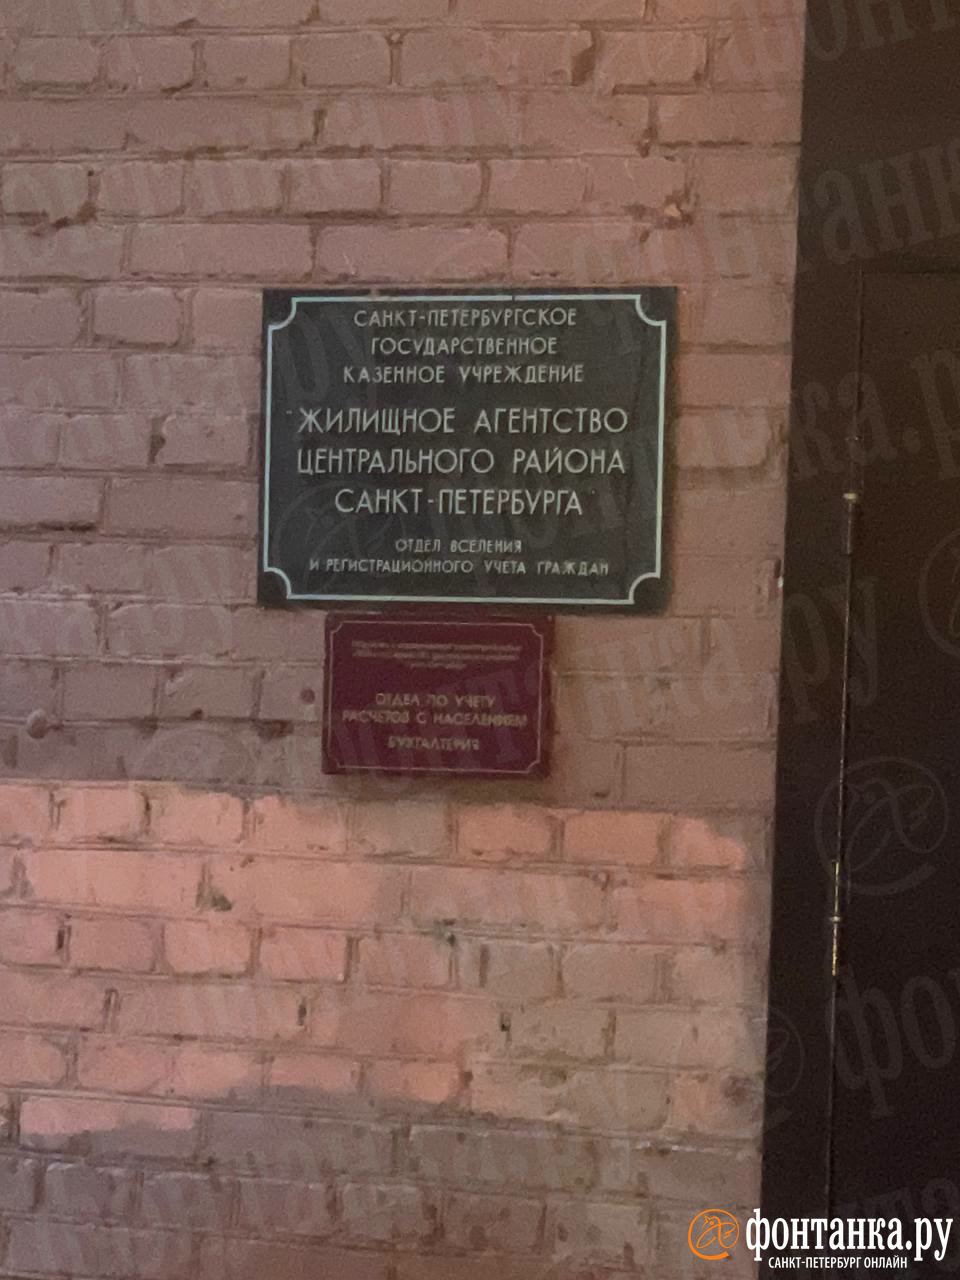 САНКТ-ПЕТЕРБУРГСКОЕ
ГОСУДАРСТВЕННОЕ
КАЗЕННОЕ УЧРЕЖДЕНИЕ
"ЖИЛИЩНОЕ АГЕНТСТВО
ЦЕНТРАЛЬНОГО РАЙОНА
САНКТ-ПЕТЕРБУРГА"
ОТДЕЛ ВСЕЛЕНИЯ
И РЕГИСТРАЦИОННОГО УЧЕТА ГРАЖДАН
ОТДЕЛ ПО УЧЕТУ
РАСЧЕТОВ С НАСЕЛЕНИЕМ
БУХГАЛТЕРИЯ
фонтанка.ру
САНКТ-ПЕТЕРБУРГ ОНЛАЙН